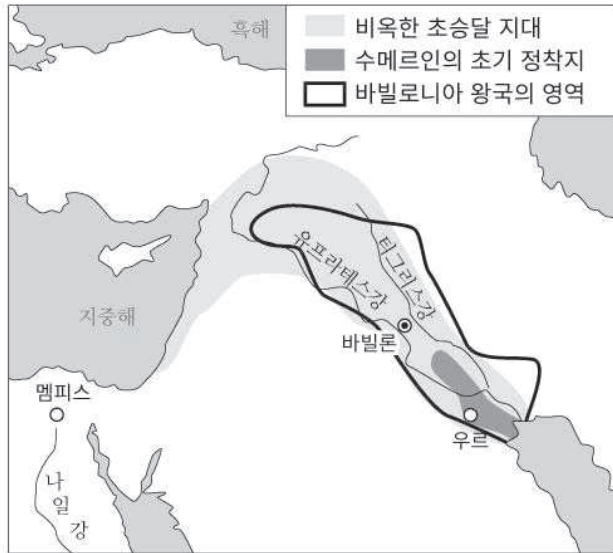 흑해
비옥한 초승달 지대
수메르인의 초기 정착지
바빌로니아 왕국의 영역
유프라테스강
티그리스강
지중해
바빌론
멤피스
우르
나일강